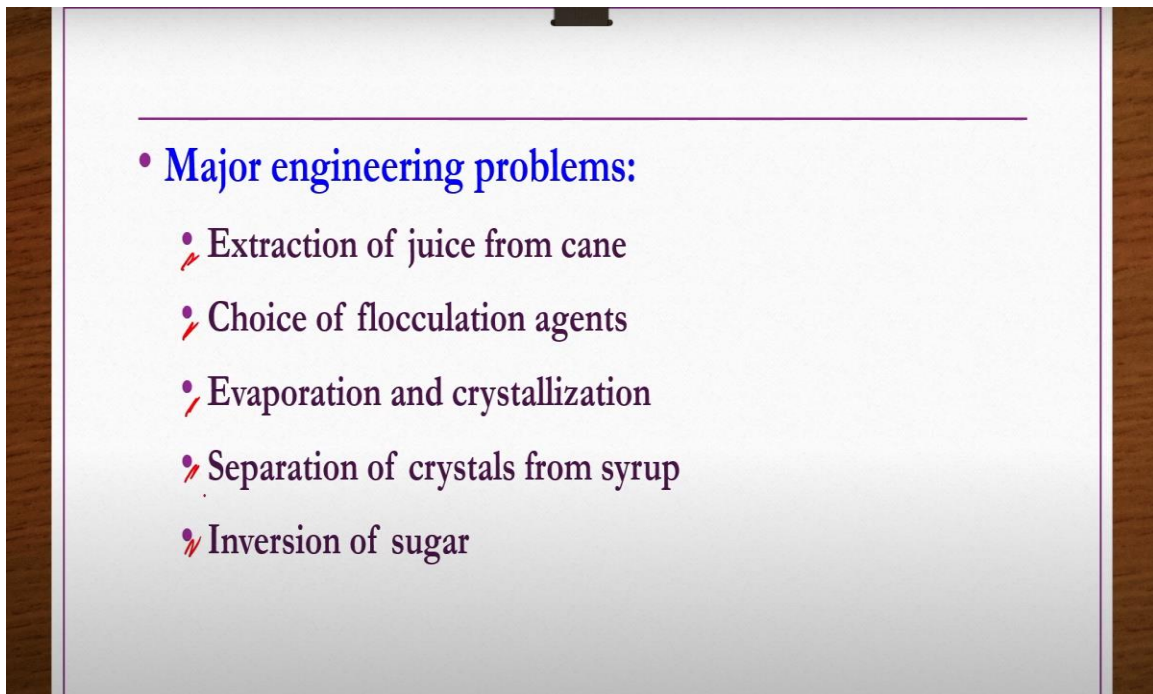 • Major engineering problems:
• Extraction of juice from cane
• Choice of flocculation agents
• Evaporation and crystallization
• Separation of crystals from syrup
• Inversion of sugar